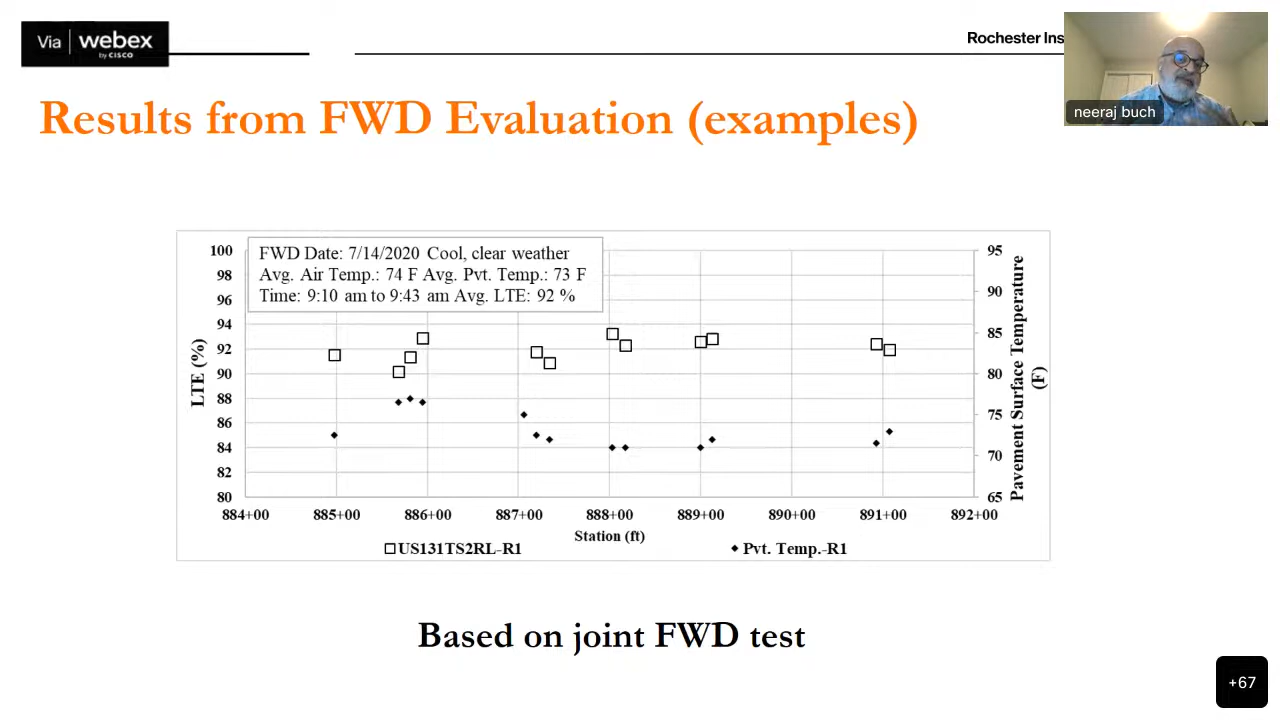 Via webex
by CISCO
Rochester Ins
neeraj buch
Results from FWD Evaluation (examples)
FWD Date: 7/14/2020 Cool, clear weather
Avg. Air Temp.: 74 F Avg. Pvt. Temp.: 73 F
Time: 9:10 am to 9:43 am Avg. LTE: 92 %
LTE (%)
100
98
96
94
92
90
88
86
84
82
80
95
90
85
80
75
70
65
Pavement Surface Temperature
(F)
884+00 885+00 886+00 887+00 888+00 889+00 890+00 891+00 892+00
Station (ft)
US131TS2RL-R1 Pvt. Temp.-R1
Based on joint FWD test
+67